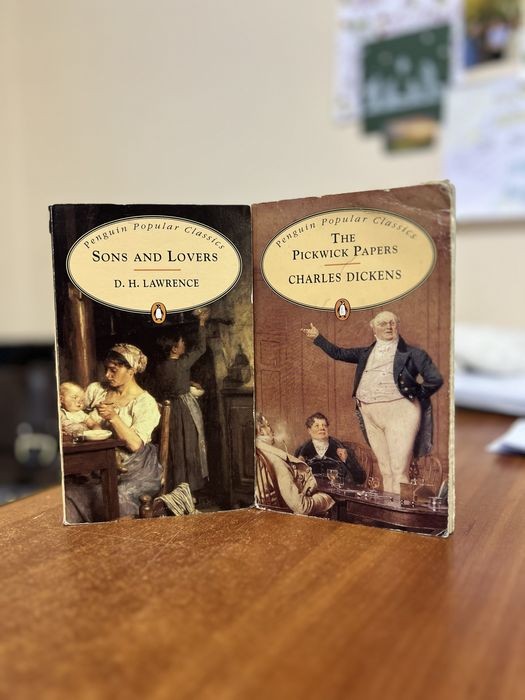 Penguin Popular Classics
SONS AND LOVERS
D. H. LAWRENCE
Penguin Popular Classics
THE
PICKWICK PAPERS
CHARLES DICKENS